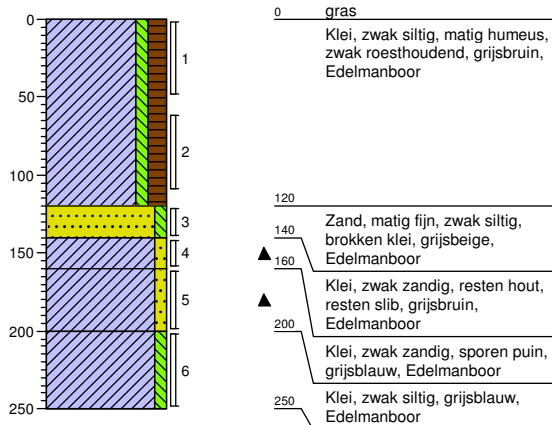 0
50
100
150
200
250
1
2
3
4
5
6
0 gras
Klei, zwak siltig, matig humeus,
zwak roesthoudend, grijsbruin,
Edelmanboor
120
Zand, matig fijn, zwak siltig,
brokken klei, grijsbeige,
Edelmanboor
140
Klei, zwak zandig, resten hout,
resten slib, grijsbruin,
Edelmanboor
160
Klei, zwak zandig, sporen puin,
grijsblauw, Edelmanboor
200
Klei, zwak siltig, grijsblauw,
Edelmanboor
250